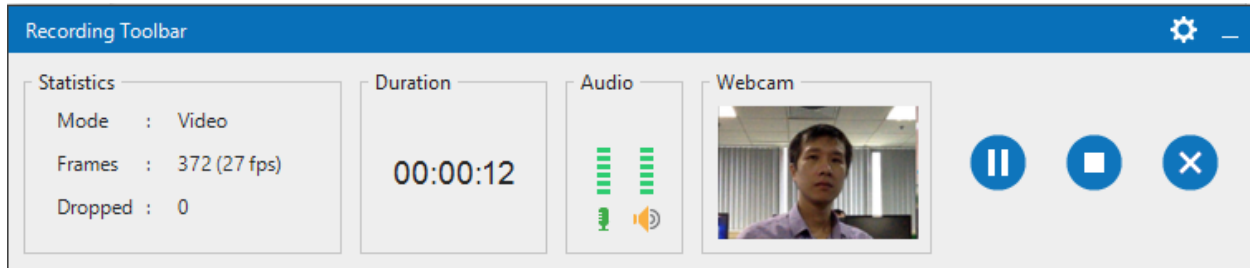 Recording Toolbar
Statistics
Mode : Video
Frames : 372 (27 fps)
Dropped : 0
Duration
00:00:12
Audio
Webcam